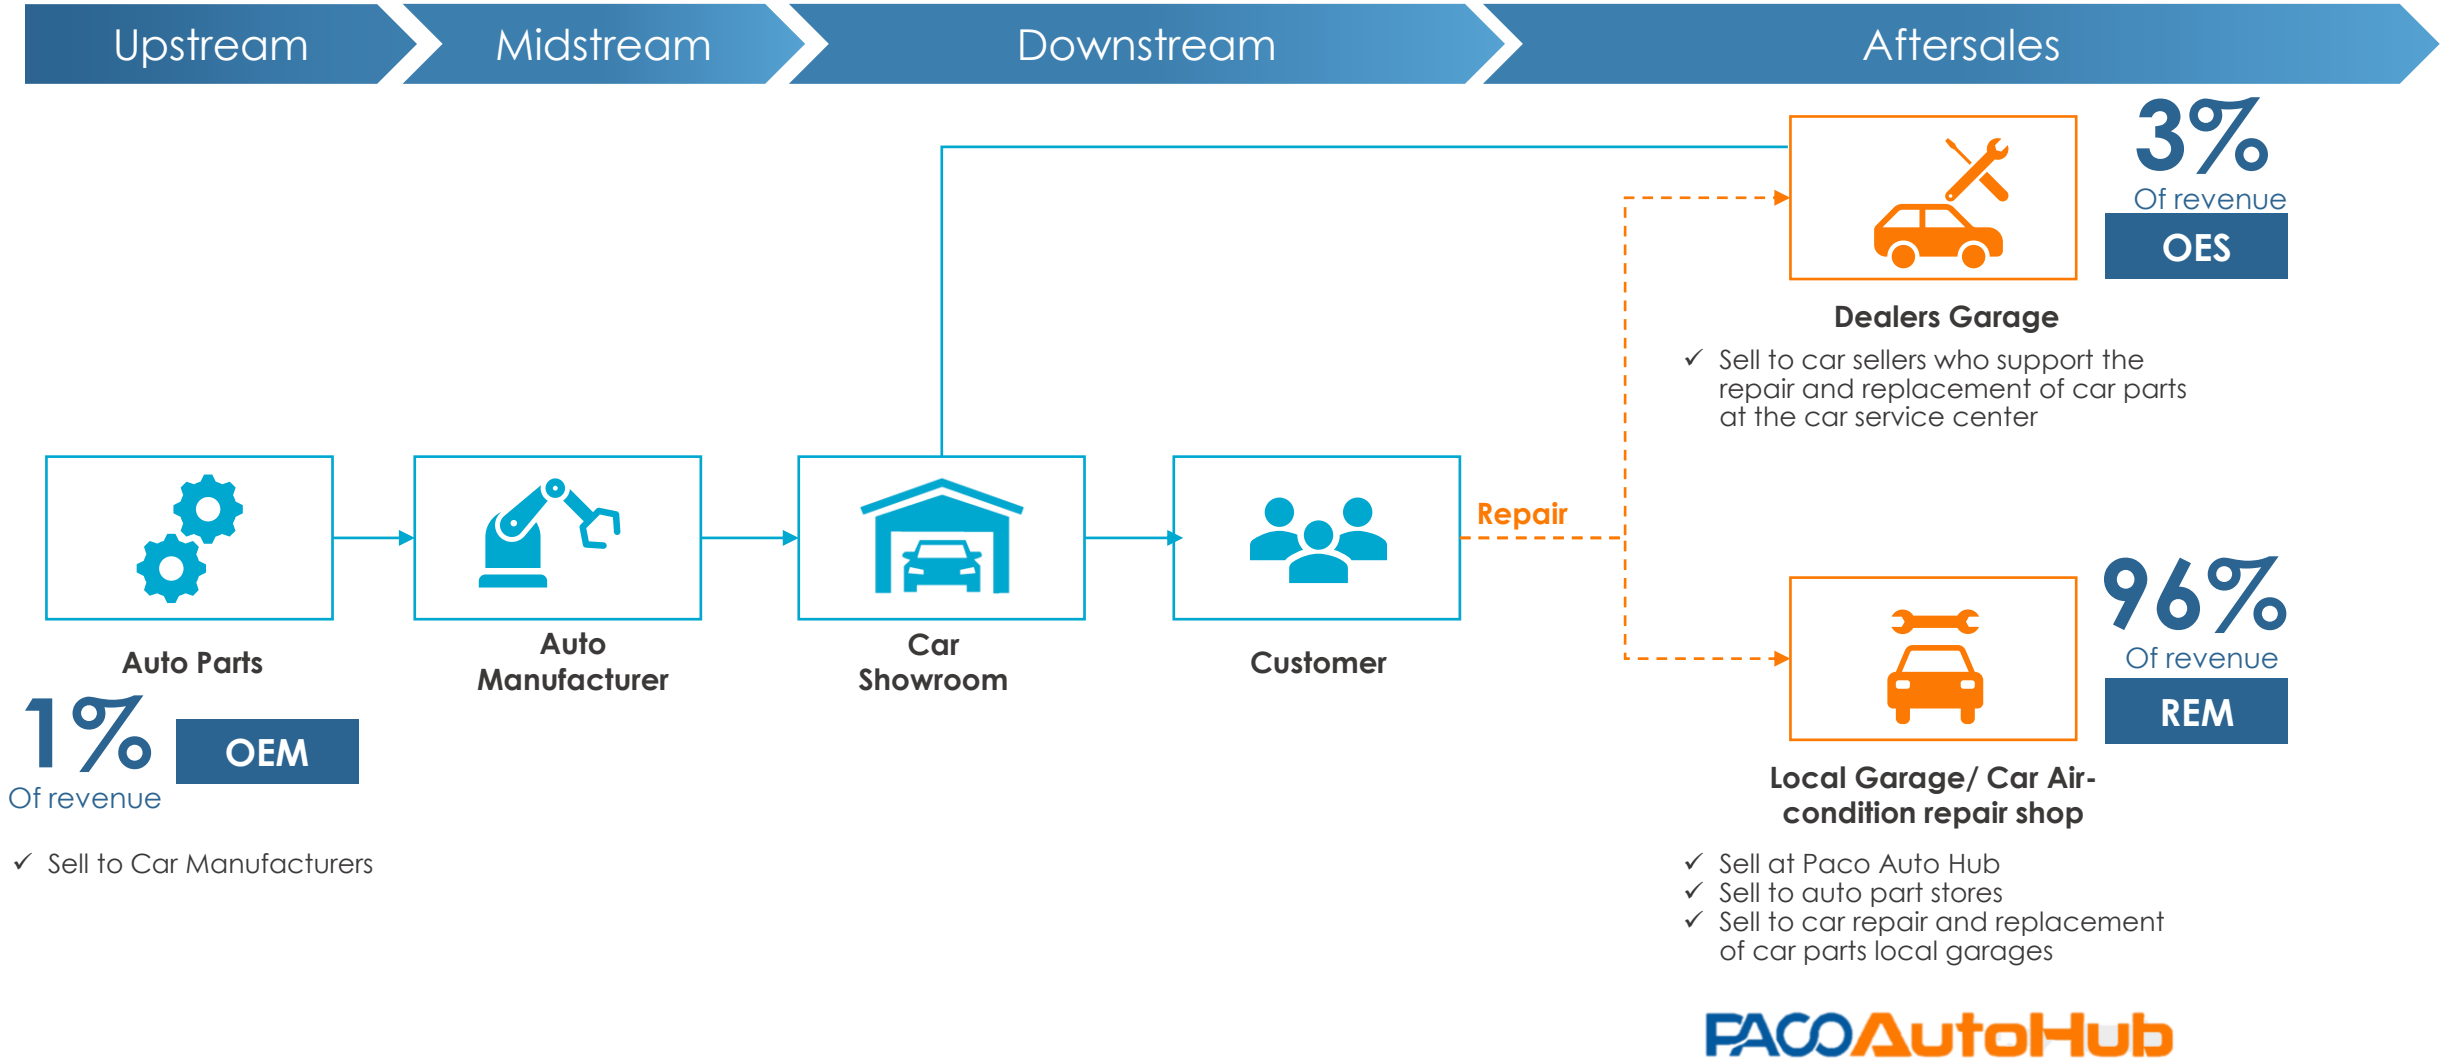 Upstream
Midstream
Downstream
Aftersales
3%
Of revenue
OES
Dealers Garage
✓ Sell to car sellers who support the
repair and replacement of car parts
at the car service center
Repair
Auto Parts
Auto
Manufacturer
Car
Showroom
Customer
1%
Of revenue
OEM
✓ Sell to Car Manufacturers
96%
Of revenue
REM
Local Garage/ Car Air-
condition repair shop
✓ Sell at Paco Auto Hub
✓ Sell to auto part stores
✓ Sell to car repair and replacement
of car parts local garages
PACO AutoHub